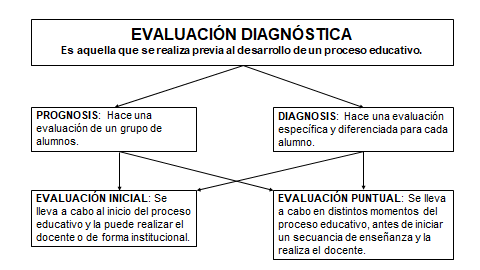 EVALUACIÓN DIAGNÓSTICA
Es aquella que se realiza previa al desarrollo de un proceso educativo.
PROGNOSIS: Hace una
evaluación de un grupo de
alumnos.
DIAGNOSIS: Hace una evaluación
específica y diferenciada para cada
alumno.
EVALUACIÓN INICIAL: Se
lleva a cabo al inicio del proceso
educativo y la puede realizar el
docente o de forma institucional.
EVALUACIÓN PUNTUAL: Se lleva
a cabo en distintos momentos del
proceso educativo, antes de iniciar
un secuancia de enseñanza y la
realiza el docente.